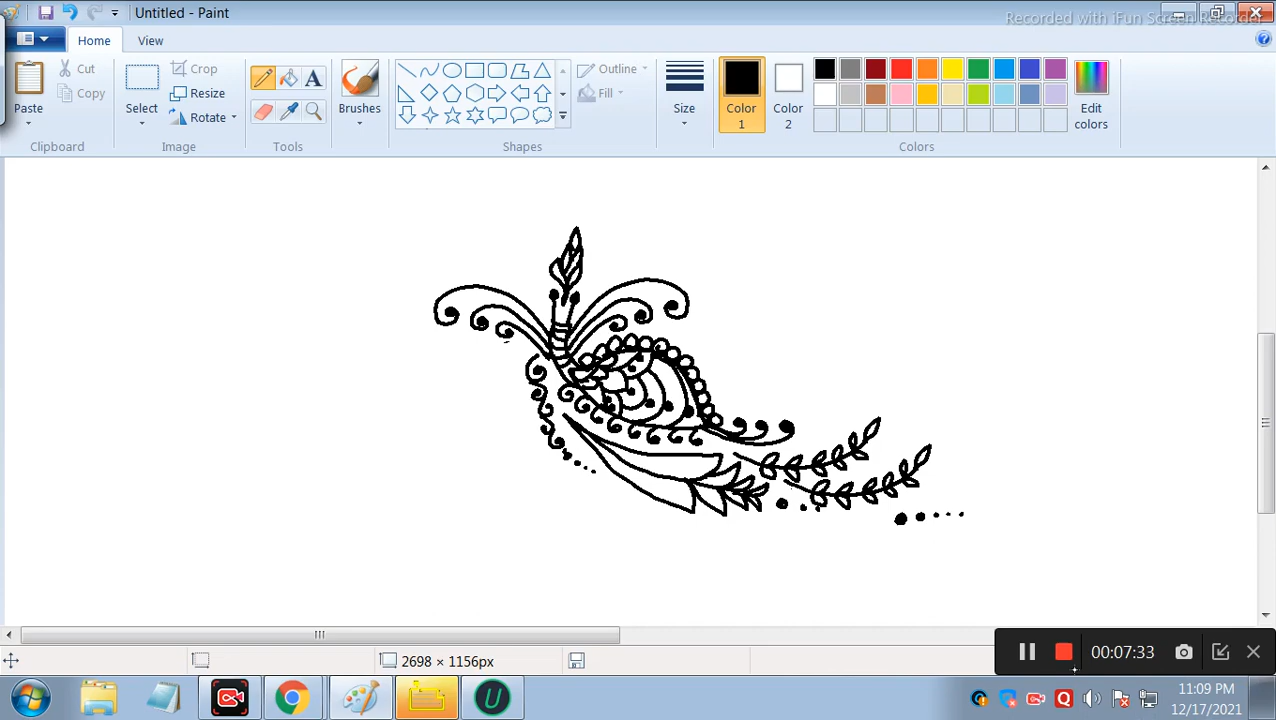 Untitled - Paint
Recorded with iFun Screen Recorder
Home View
Paste
Cut
Copy
Clipboard
Select
Crop
Resize
Rotate
Image
A
Tools
Brushes
Outline
Fill
Shapes
Size
Color
1
Color
2
Edit
colors
Colors
2698 × 1156px
00:07:33
11:09 PM
12/17/2021